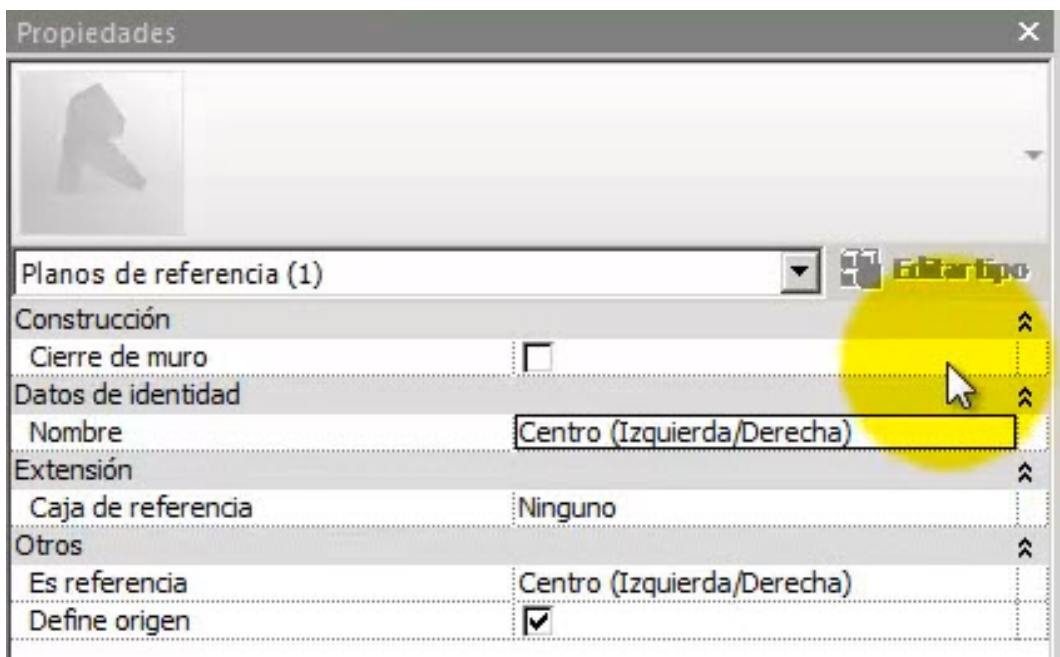 Propiedades
Planos de referencia (1)
Editar tipo
Construcción
Cierre de muro
Datos de identidad
Nombre Centro (Izquierda/Derecha)
Extensión
Caja de referencia Ninguno
Otros
Es referencia Centro (Izquierda/Derecha)
Define origen